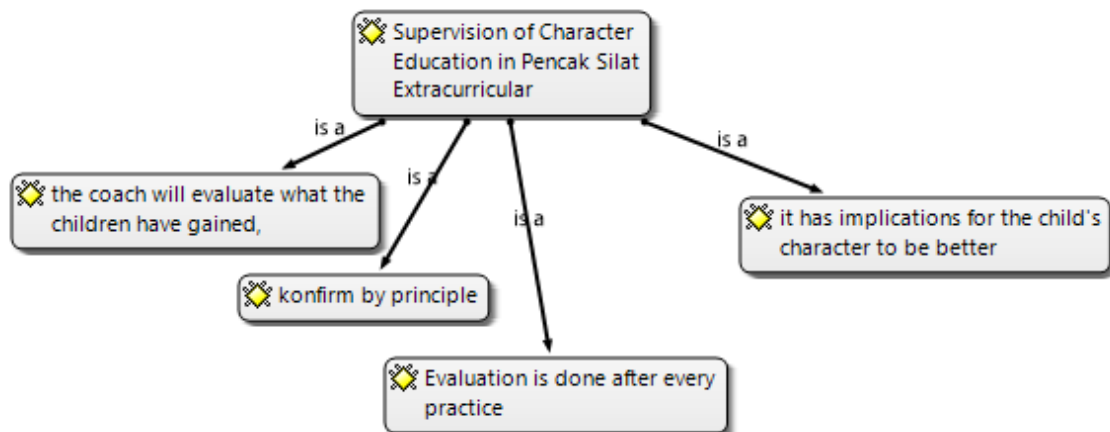 Supervision of Character
Education in Pencak Silat
Extracurricular
is a
is a
is a
is a
the coach will evaluate what the
children have gained,
it has implications for the child's
character to be better
konfirm by principle
Evaluation is done after every
practice